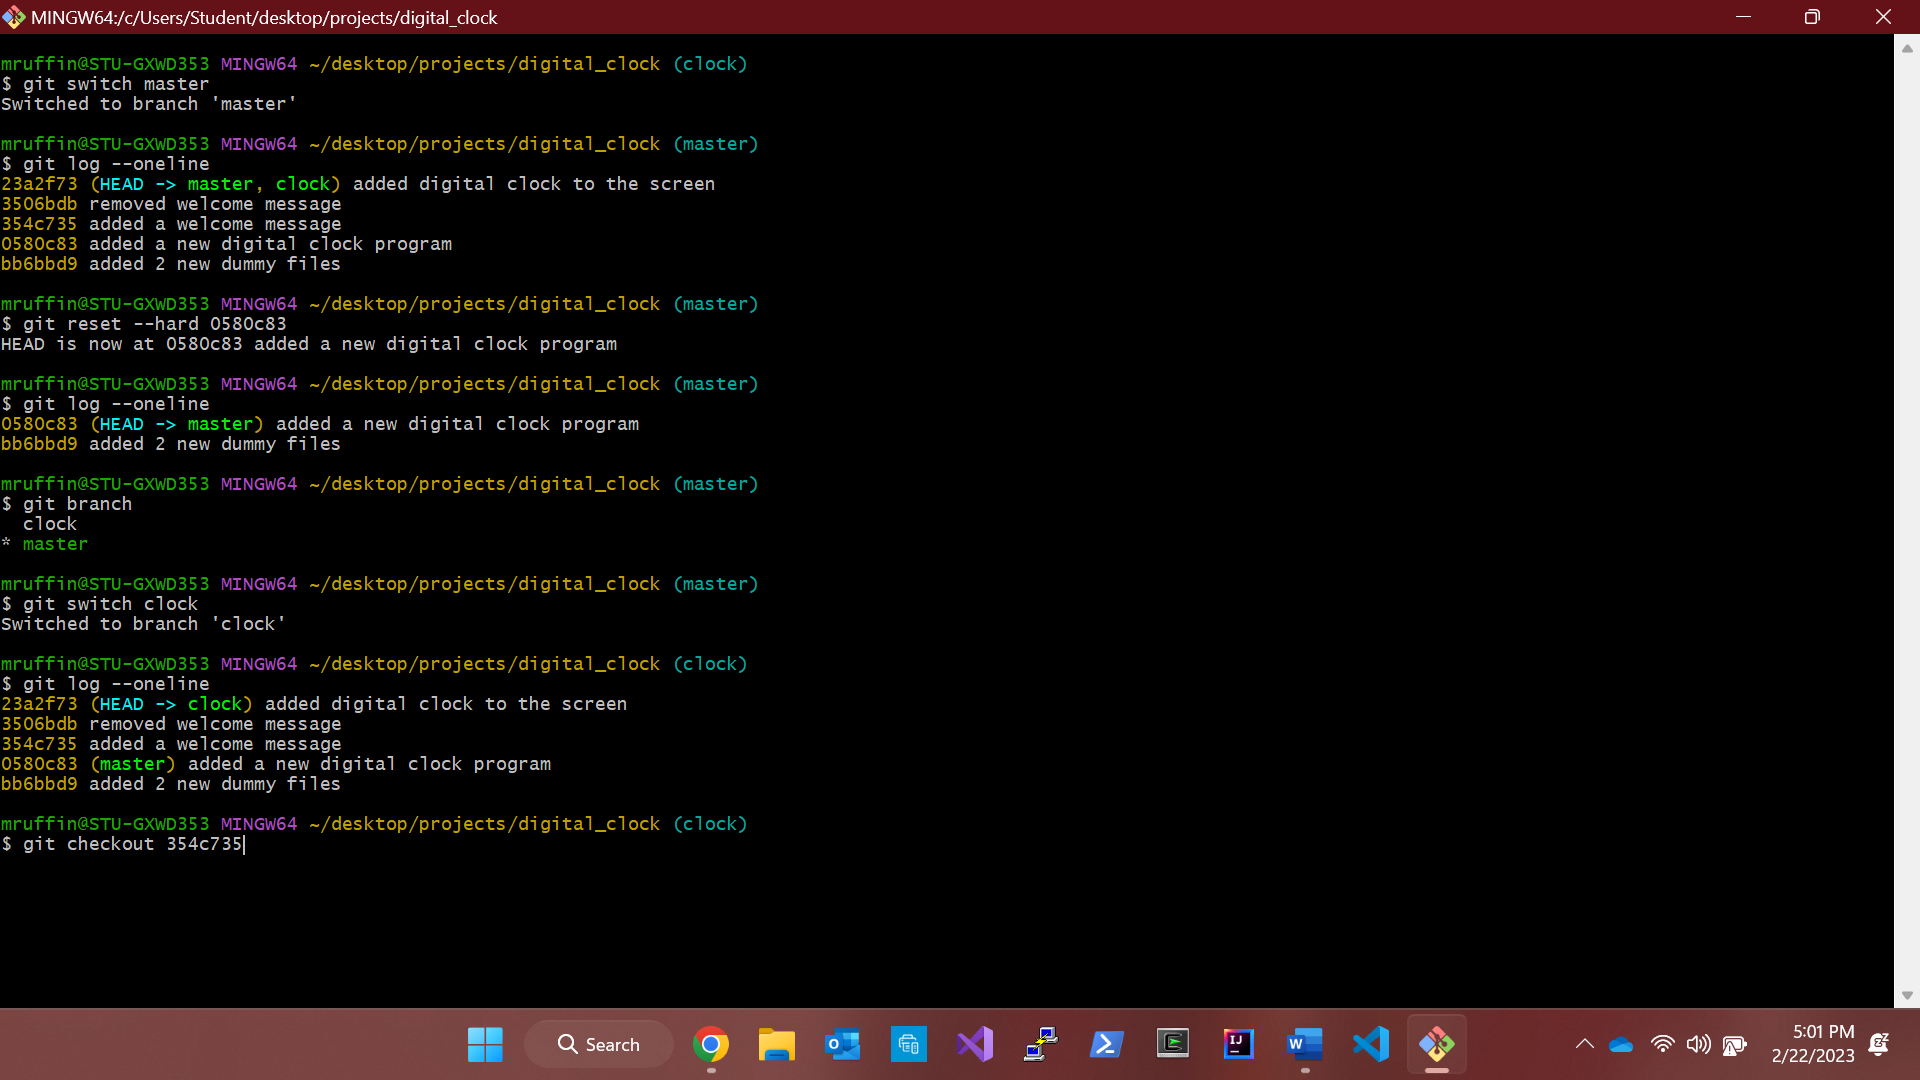 MINGW64:/c/Users/Student/desktop/projects/digital_clock
mruffin@STU-GXWD353 MINGW64 ~/desktop/projects/digital_clock (clock)
$ git switch master
Switched to branch 'master'
mruffin@STU-GXWD353 MINGW64 ~/desktop/projects/digital_clock (master)
$ git log --oneline
23a2f73 (HEAD -> master, clock) added digital clock to the screen
3506bdb removed welcome message
354c735 added a welcome message
0580c83 added a new digital clock program
bb6bbd9 added 2 new dummy files
mruffin@STU-GXWD353 MINGW64 ~/desktop/projects/digital_clock (master)
$ git reset --hard 0580c83
HEAD is now at 0580c83 added a new digital clock program
mruffin@STU-GXWD353 MINGW64 ~/desktop/projects/digital_clock (master)
$ git log --oneline
0580c83 (HEAD -> master) added a new digital clock program
bb6bbd9 added 2 new dummy files
mruffin@STU-GXWD353 MINGW64 ~/desktop/projects/digital_clock (master)
$ git branch
clock
* master
mruffin@STU-GXWD353 MINGW64 ~/desktop/projects/digital_clock (master)
$ git switch clock
Switched to branch 'clock'
mruffin@STU-GXWD353 MINGW64 ~/desktop/projects/digital_clock (clock)
$ git log --oneline
23a2f73 (HEAD -> clock) added digital clock to the screen
3506bdb removed welcome message
354c735 added a welcome message
0580c83 (master) added a new digital clock program
bb6bbd9 added 2 new dummy files
mruffin@STU-GXWD353 MINGW64 ~/desktop/projects/digital_clock (clock)
$ git checkout 354c735
Search
5:01 PM
2/22/2023